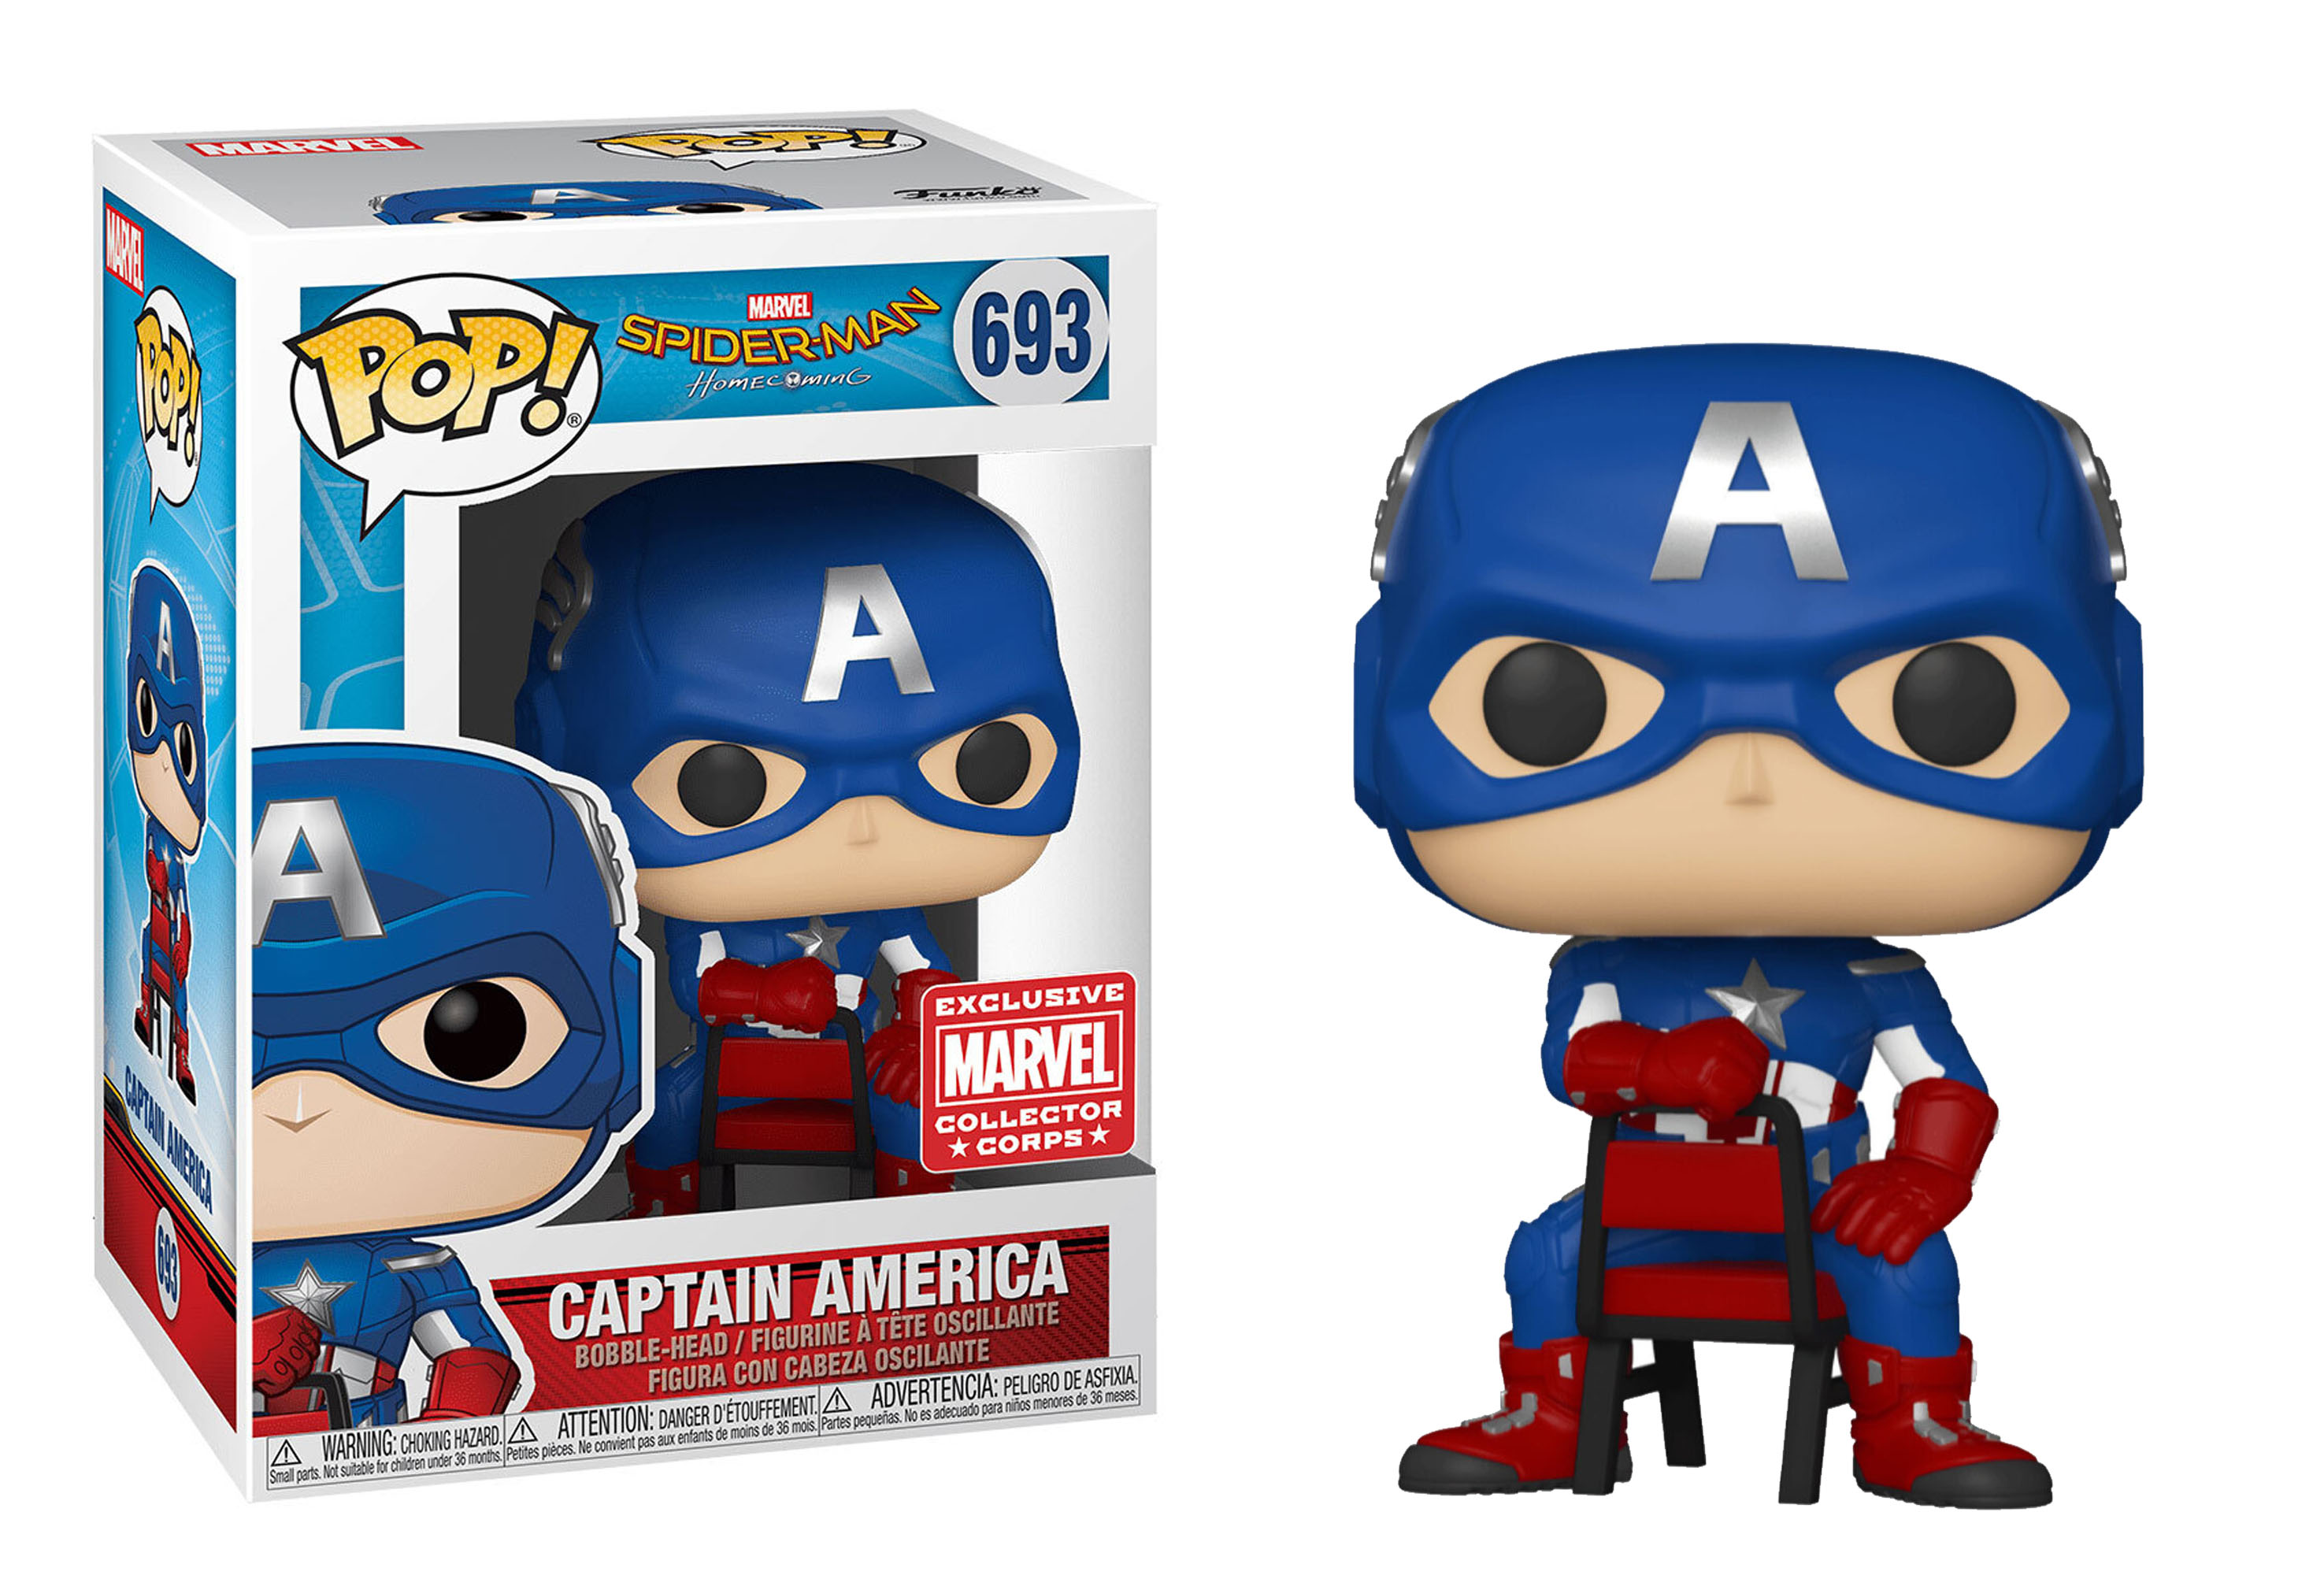 MARVEL
POP!
Funko
MARVEL
POP!
A
CAPTAIN AMERICA
693
POP!®
MARVEL
SPIDER-MAN
HOMECOMING
693
A
A
A
EXCLUSIVE
MARVEL
COLLECTOR
CORPS
CAPTAIN AMERICA
BOBBLE-HEAD / FIGURINE À TÊTE OSCILLANTE
FIGURA CON CABEZA OSCILANTE
WARNING: CHOKING HAZARD.
Small parts. Not suitable for children under 36 months.
ATTENTION: DANGER D'ÉTOUFFEMENT.
Petites pièces. Ne convient pas aux enfants de moins de 36 mois.
ADVERTENCIA: PELIGRO DE ASFIXIA.
Partes pequeñas. No es adecuado para niños menores de 36 meses.
A